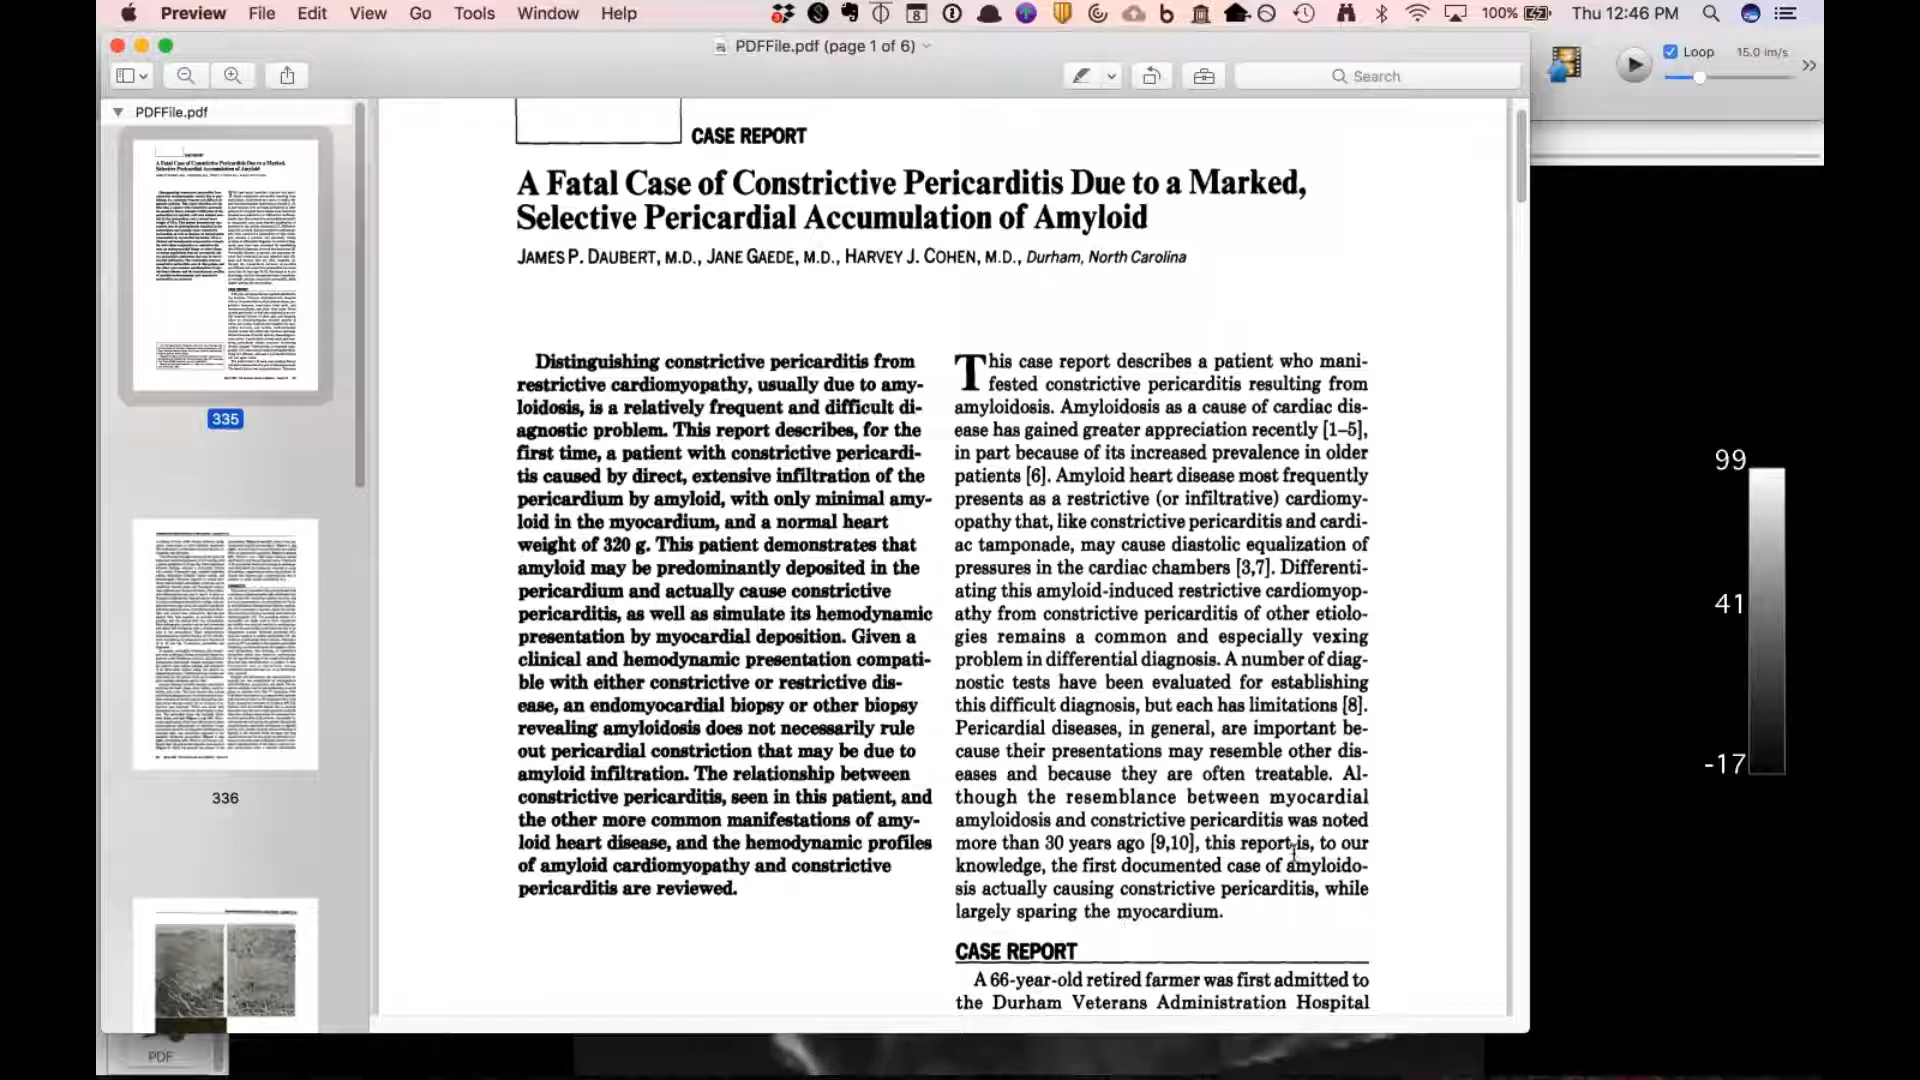 Preview File Edit View Go Tools Window Help 100% Thu 12:46 PM
PDFFile.pdf (page 1 of 6)
Loop 15.0 im/s
Search
PDFFile.pdf
335
336
PDF
CASE REPORT
A Fatal Case of Constrictive Pericarditis Due to a Marked,
Selective Pericardial Accumulation of Amyloid
JAMES P. DAUBERT, M.D., JANE GAEDE, M.D., HARVEY J. COHEN, M.D., Durham, North Carolina
Distinguishing constrictive pericarditis from
restrictive cardiomyopathy, usually due to amy-
loidosis, is a relatively frequent and difficult di-
agnostic problem. This report describes, for the
first time, a patient with constrictive pericardi-
tis caused by direct, extensive infiltration of the
pericardium by amyloid, with only minimal amy-
loid in the myocardium, and a normal heart
weight of 320 g. This patient demonstrates that
amyloid may be predominantly deposited in the
pericardium and actually cause constrictive
pericarditis, as well as simulate its hemodynamic
presentation by myocardial deposition. Given a
clinical and hemodynamic presentation compati-
ble with either constrictive or restrictive dis-
ease, an endomyocardial biopsy or other biopsy
revealing amyloidosis does not necessarily rule
out pericardial constriction that may be due to
amyloid infiltration. The relationship between
constrictive pericarditis, seen in this patient, and
the other more common manifestations of amy-
loid heart disease, and the hemodynamic profiles
of amyloid cardiomyopathy and constrictive
pericarditis are reviewed.
This case report describes a patient who mani-
fested constrictive pericarditis resulting from
amyloidosis. Amyloidosis as a cause of cardiac dis-
ease has gained greater appreciation recently [1–5],
in part because of its increased prevalence in older
patients [6]. Amyloid heart disease most frequently
presents as a restrictive (or infiltrative) cardiomy-
opathy that, like constrictive pericarditis and cardi-
ac tamponade, may cause diastolic equalization of
pressures in the cardiac chambers [3,7]. Differenti-
ating this amyloid-induced restrictive cardiomyop-
athy from constrictive pericarditis of other etiolo-
gies remains a common and especially vexing
problem in differential diagnosis. A number of diag-
nostic tests have been evaluated for establishing
this difficult diagnosis, but each has limitations [8].
Pericardial diseases, in general, are important be-
cause their presentations may resemble other dis-
eases and because they are often treatable. Al-
though the resemblance between myocardial
amyloidosis and constrictive pericarditis was noted
more than 30 years ago [9,10], this report is, to our
knowledge, the first documented case of amyloido-
sis actually causing constrictive pericarditis, while
largely sparing the myocardium.
CASE REPORT
A 66-year-old retired farmer was first admitted to
the Durham Veterans Administration Hospital
99
41
-17